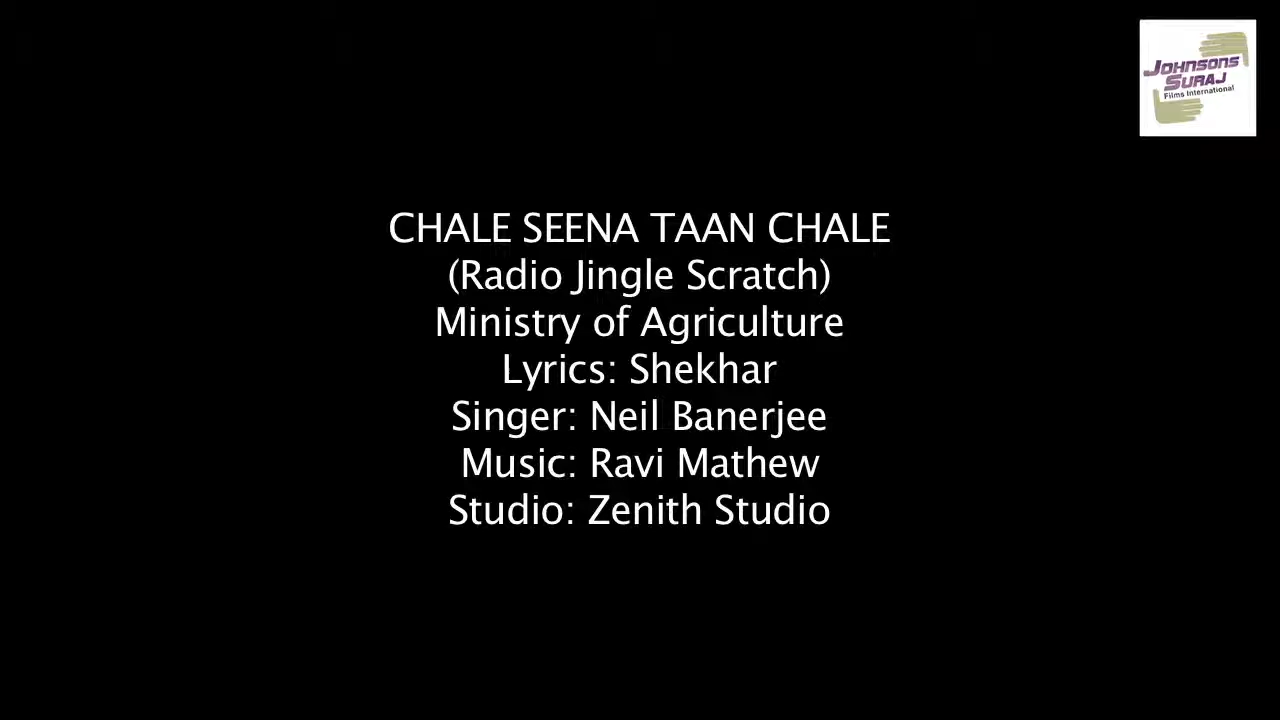 Johnsons
Suraj
Films International
CHALE SEENA TAAN CHALE
(Radio Jingle Scratch)
Ministry of Agriculture
Lyrics: Shekhar
Singer: Neil Banerjee
Music: Ravi Mathew
Studio: Zenith Studio